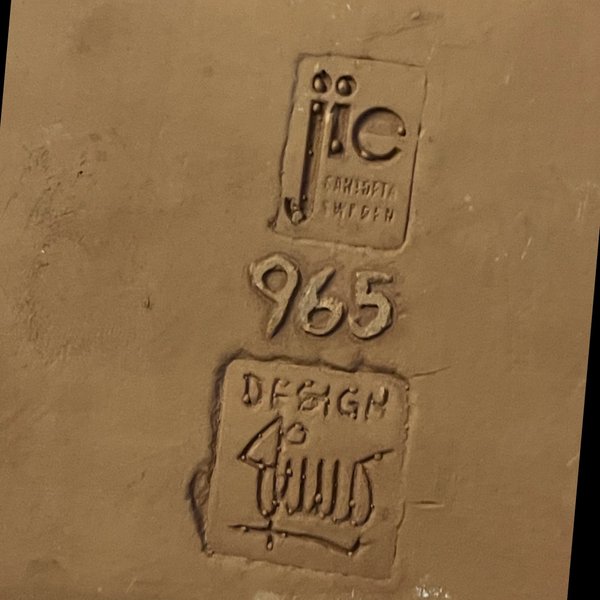 jie
GANTOFTA
SWEDEN
965
DESIGN